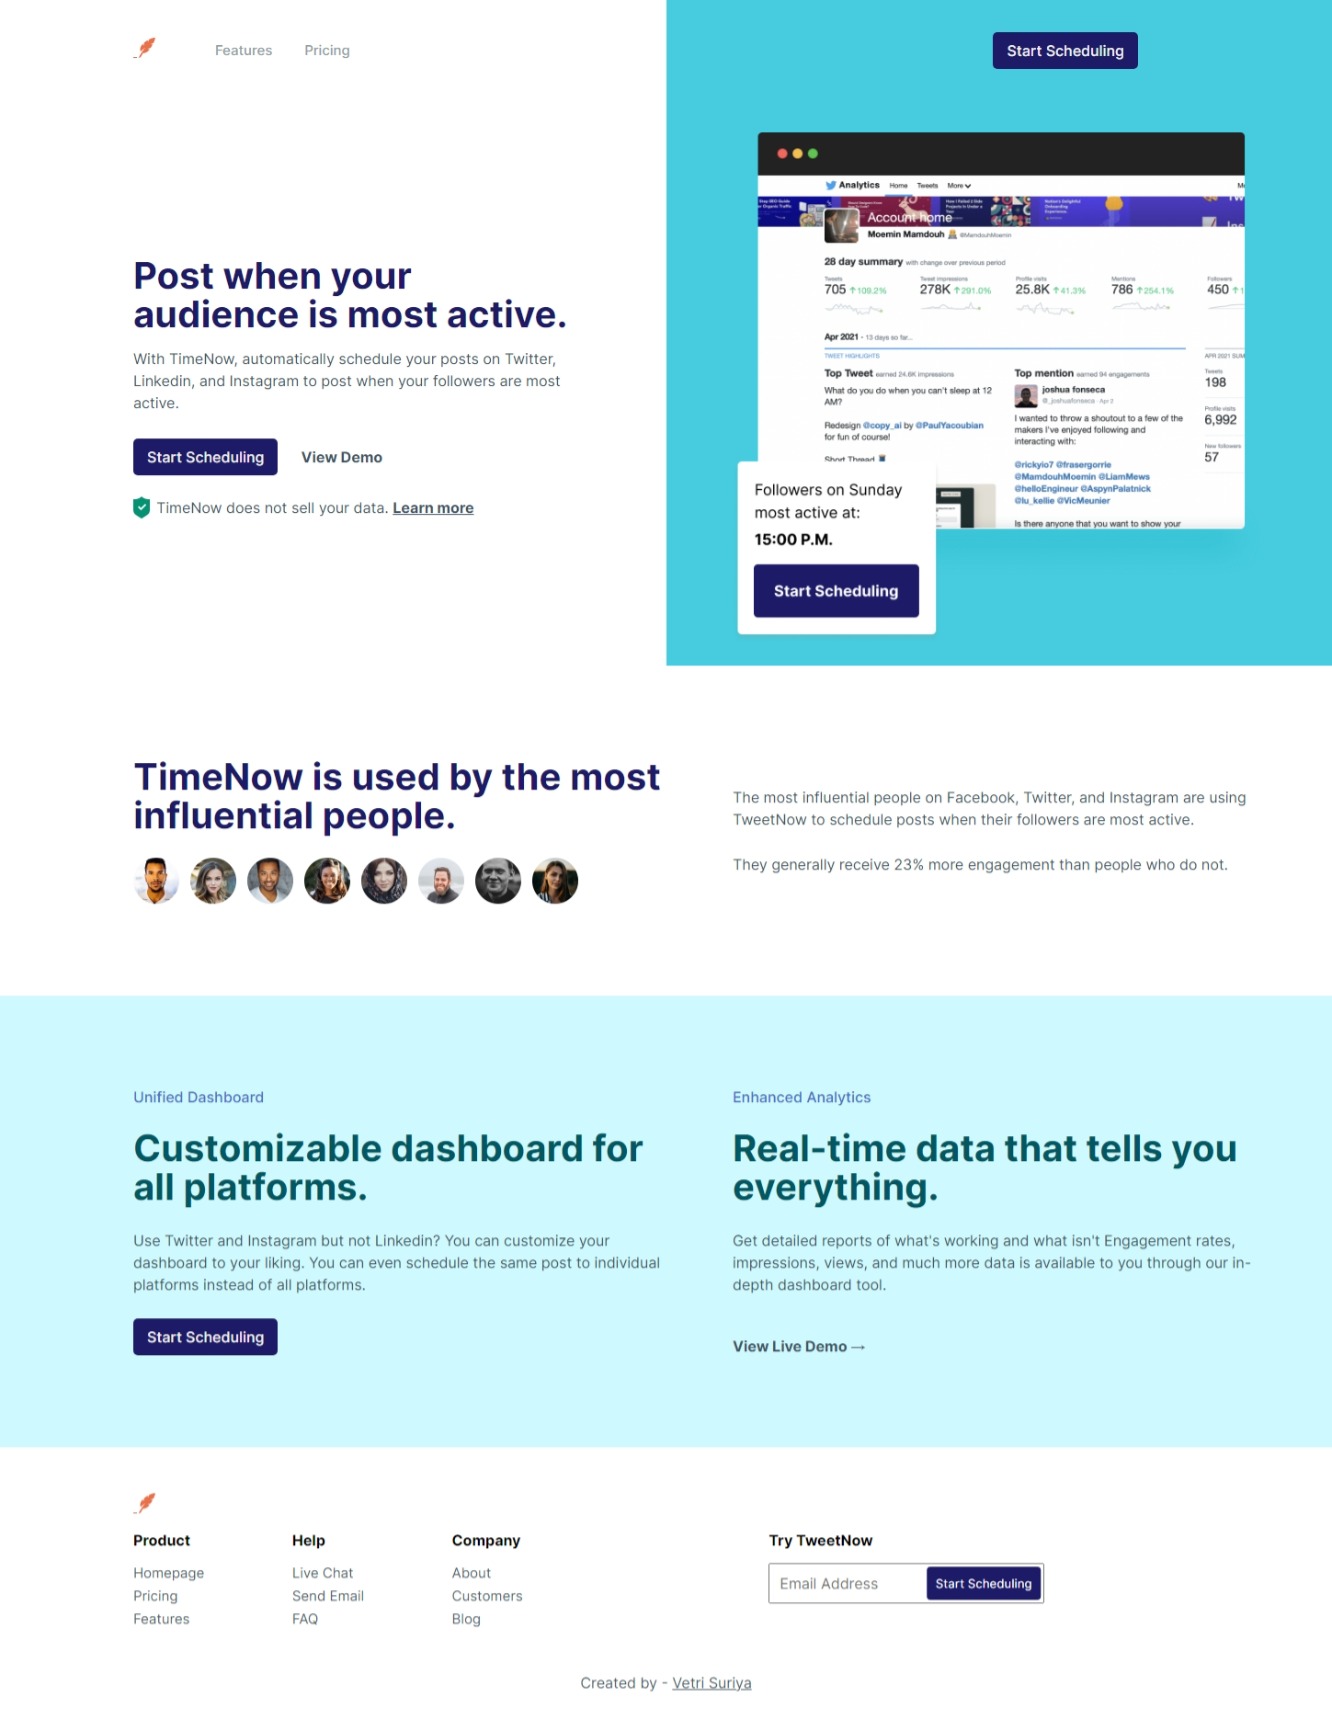 Features
Pricing
Start Scheduling
Post when your
audience is most active.
With TimeNow, automatically schedule your posts on Twitter,
Linkedin, and Instagram to post when your followers are most
active.
Start Scheduling
View Demo
TimeNow does not sell your data. Learn more
Analytics Home Tweets More
Account home
Moemin Mamdouh @MamdouhMoemin
28 day summary with change over previous period
Tweets
705 ↑109.2%
Tweet impressions
278K ↑291.0%
Profile visits
25.8K ↑41.3%
Mentions
786 ↑254.1%
Followers
450 ↑1
Apr 2021 • 13 days so far...
TWEET HIGHLIGHTS
Top Tweet earned 24.6K impressions
What do you do when you can't sleep at 12
AM?
Redesign @copy_ai by @PaulYacoubian
for fun of course!
Short Thread
Top mention earned 94 engagements
joshua fonseca
@_joshuafonseca · Apr 2
I wanted to throw a shoutout to a few of the
makers I've enjoyed following and
interacting with:
@rickyio7 @frasergorrie
@MamdouhMoemin @LiamMews
@helloEngineur @AspynPalatnick
@lu_kellie @VicMeunier
Is there anyone that you want to show your
APR 2021 SUM
Tweets
198
Profile visits
6,992
New followers
57
Followers on Sunday
most active at:
15:00 P.M.
Start Scheduling
TimeNow is used by the most
influential people.
The most influential people on Facebook, Twitter, and Instagram are using
TweetNow to schedule posts when their followers are most active.
They generally receive 23% more engagement than people who do not.
Unified Dashboard
Customizable dashboard for
all platforms.
Use Twitter and Instagram but not Linkedin? You can customize your
dashboard to your liking. You can even schedule the same post to individual
platforms instead of all platforms.
Start Scheduling
Enhanced Analytics
Real-time data that tells you
everything.
Get detailed reports of what's working and what isn't Engagement rates,
impressions, views, and much more data is available to you through our in-
depth dashboard tool.
View Live Demo →
Product
Homepage
Pricing
Features
Help
Live Chat
Send Email
FAQ
Company
About
Customers
Blog
Try TweetNow
Email Address
Start Scheduling
Created by - Vetri Suriya